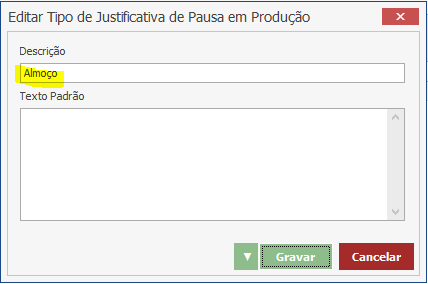 Editar Tipo de Justificativa de Pausa em Produção
Descrição
Almoço
Texto Padrão
Gravar
Cancelar